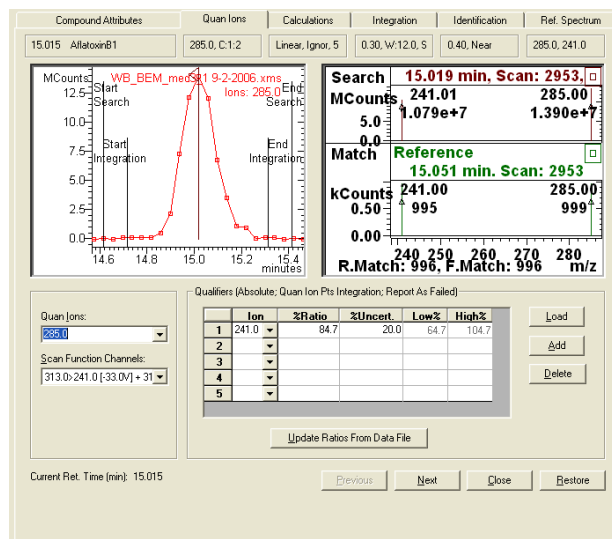 Compound Attributes Quan Ions Calculations Integration Identification Ref. Spectrum
15.015 AflatoxinB1 285.0, C:1:2 Linear, Ignor, 5 0.30, W:12.0, S 0.40, Near 285.0, 241.0
MCounts WB_BEM_med 1 9-2-2006.xms
Ions: 285.0
Start Search
End Search
12.5
10.0
Start Integration
End Integration
7.5
5.0
2.5
0.0
14.6 15.0 15.4
minutes
Search 15.019 min, Scan: 2953,
MCounts 241.01 285.00
1.079e+7 1.390e+7
5.0
0.0
Match Reference
15.051 min. Scan: 2953
kCounts 241.00 285.00
0.50 995 999
0.00
240 250 260 270 280
R.Match: 996, F.Match: 996 m/z
Quan Ions:
285.0
Scan Function Channels:
313.0>241.0 [-33.0V] + 31
Qualifiers (Absolute; Quan Ion Pts Integration; Report As Failed)
Ion %Ratio %Uncert. Low% High%
1 241.0 84.7 20.0 64.7 104.7
2
3
4
5
Load
Add
Delete
Update Ratios From Data File
Current Ret. Time (min): 15.015
Previous Next Close Restore